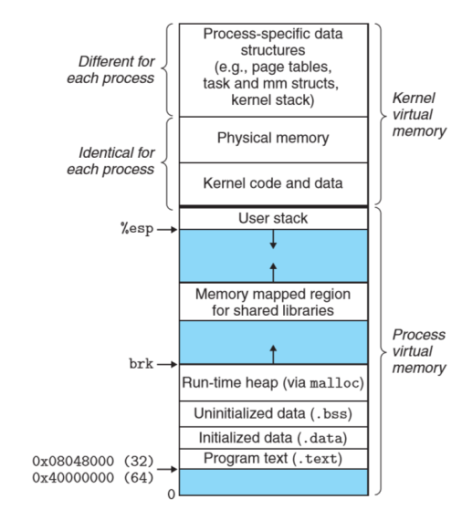 Process-specific data
structures
(e.g., page tables,
task and mm structs,
kernel stack)
Different for
each process
Kernel
virtual
memory
Physical memory
Identical for
each process
Kernel code and data
User stack
%esp
Memory mapped region
for shared libraries
Process
virtual
memory
brk
Run-time heap (via malloc)
Uninitialized data (.bss)
Initialized data (.data)
Program text (.text)
0x08048000 (32)
0x40000000 (64)
0